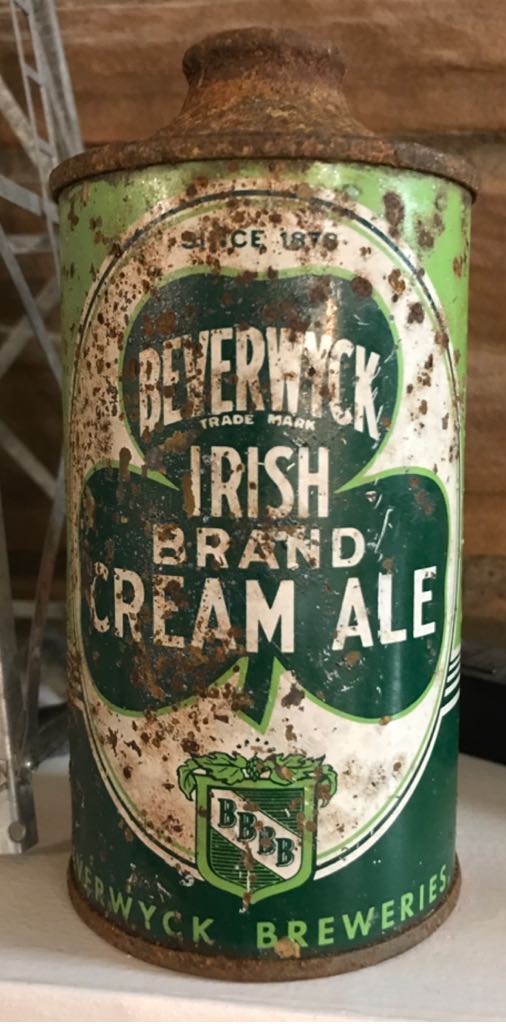 SINCE 1878
BEVERWYCK
TRADE MARK
IRISH
BRAND
CREAM ALE
BBBB
VERWYCK BREWERIES